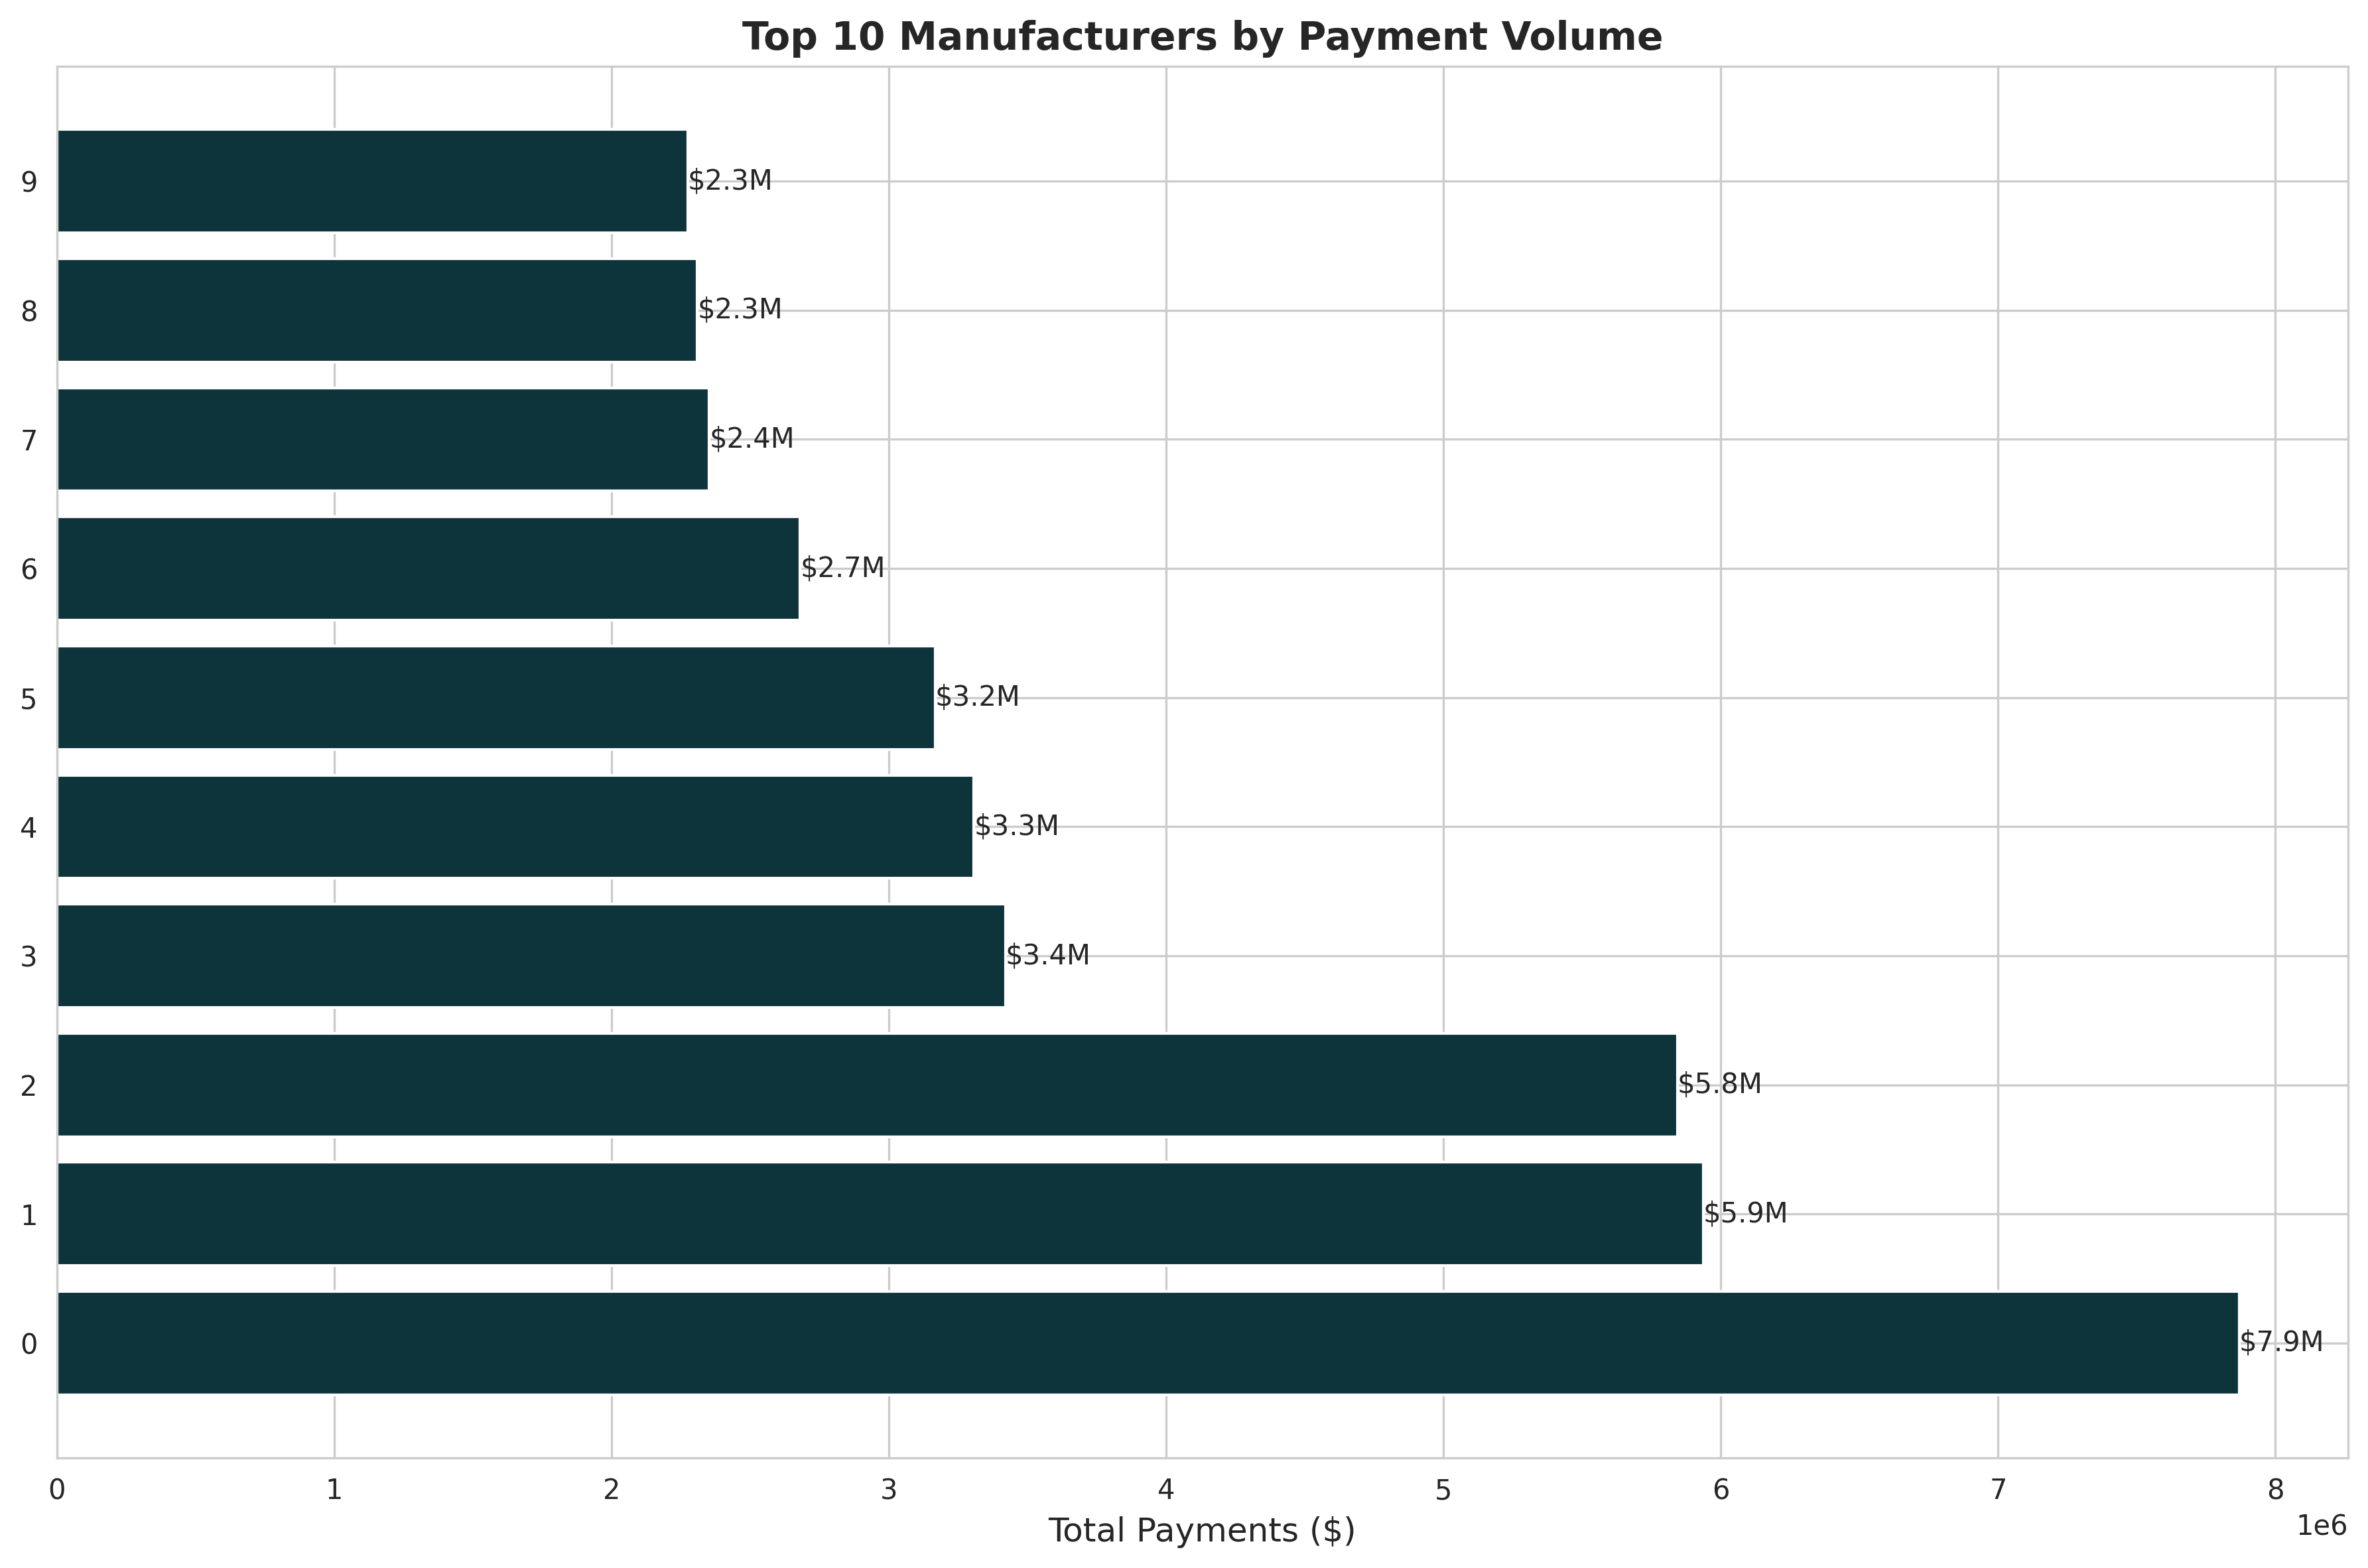 Top 10 Manufacturers by Payment Volume
9 $2.3M
8 $2.3M
7 $2.4M
6 $2.7M
5 $3.2M
4 $3.3M
3 $3.4M
2 $5.8M
1 $5.9M
0 $7.9M
0 1 2 3 4 5 6 7 8
1e6
Total Payments ($)